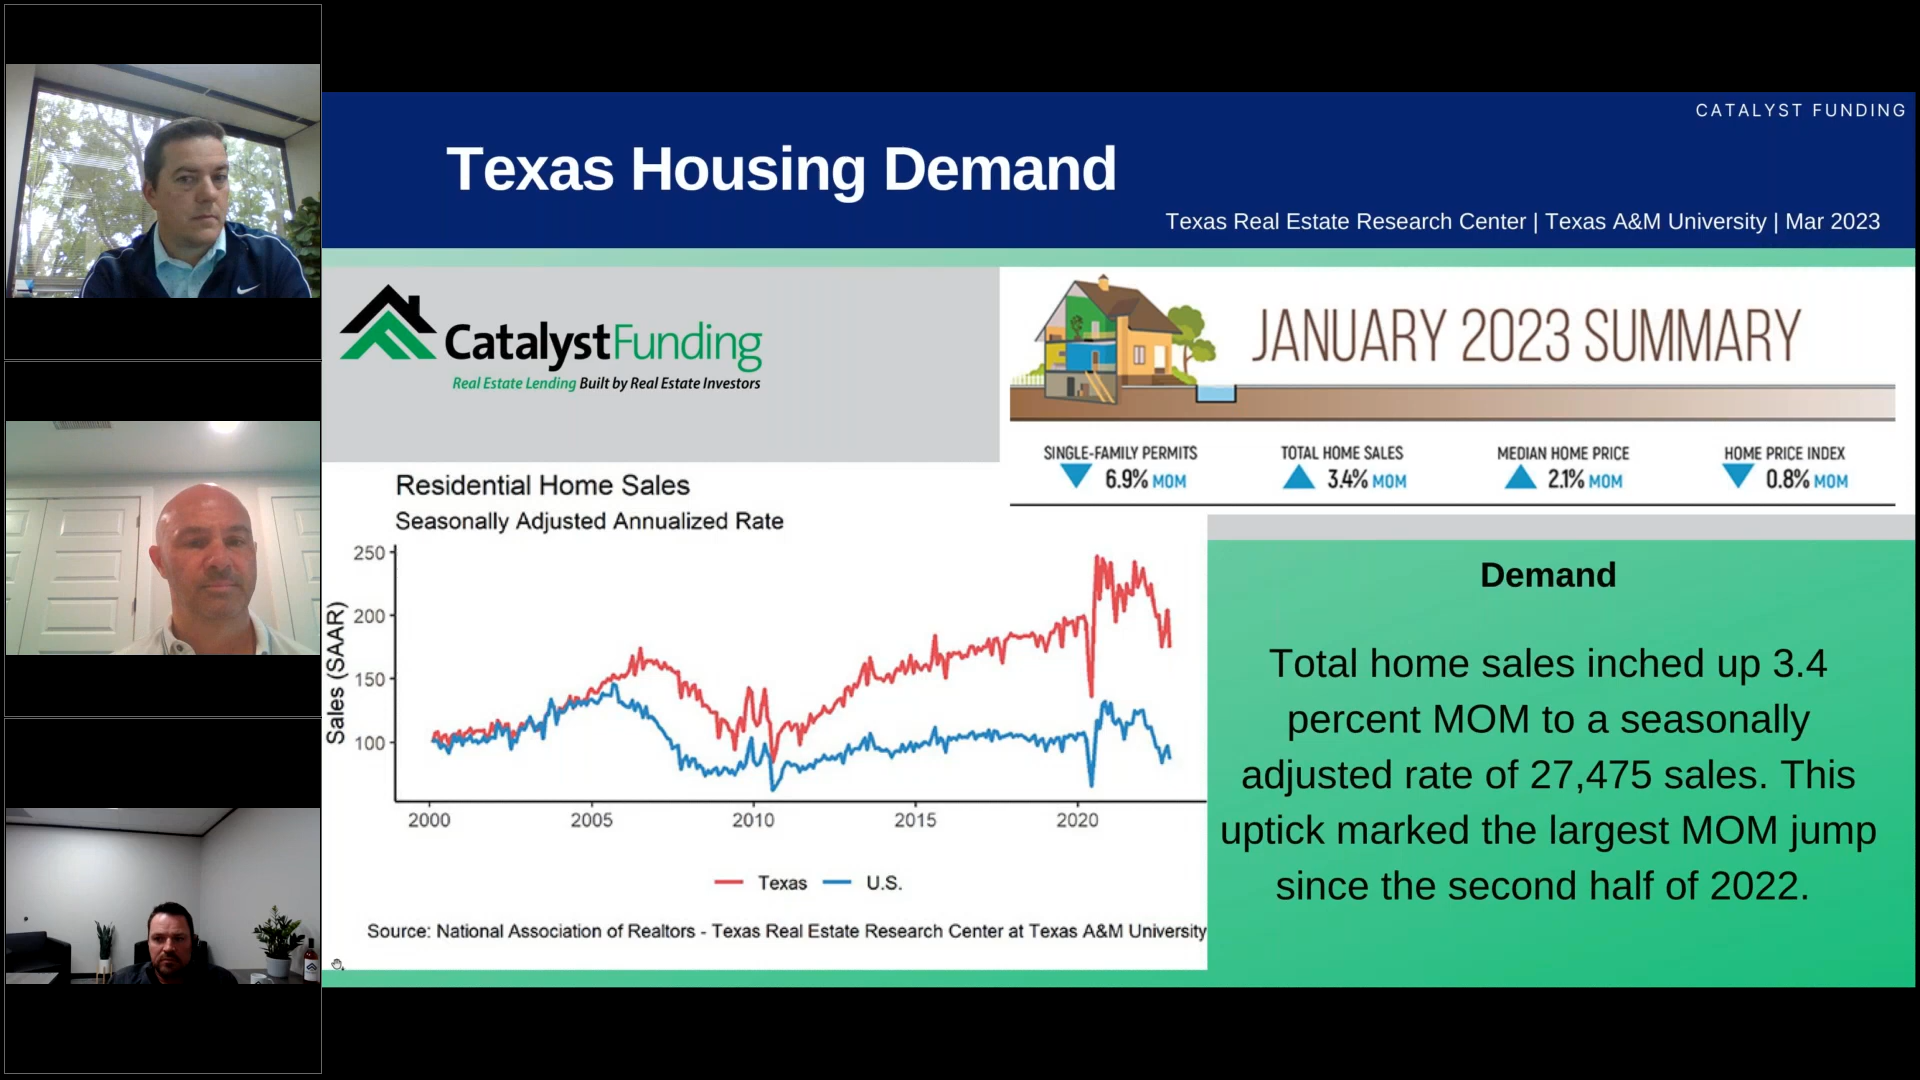 CATALYST FUNDING
Texas Housing Demand
Texas Real Estate Research Center | Texas A&M University | Mar 2023
CatalystFunding
Real Estate Lending Built by Real Estate Investors
JANUARY 2023 SUMMARY
SINGLE-FAMILY PERMITS
6.9% MOM
TOTAL HOME SALES
3.4% MOM
MEDIAN HOME PRICE
2.1% MOM
HOME PRICE INDEX
0.8% MOM
Residential Home Sales
Seasonally Adjusted Annualized Rate
Sales (SAAR)
250
200
150
100
2000 2005 2010 2015 2020
Texas U.S.
Source: National Association of Realtors - Texas Real Estate Research Center at Texas A&M University
Demand
Total home sales inched up 3.4
percent MOM to a seasonally
adjusted rate of 27,475 sales. This
uptick marked the largest MOM jump
since the second half of 2022.